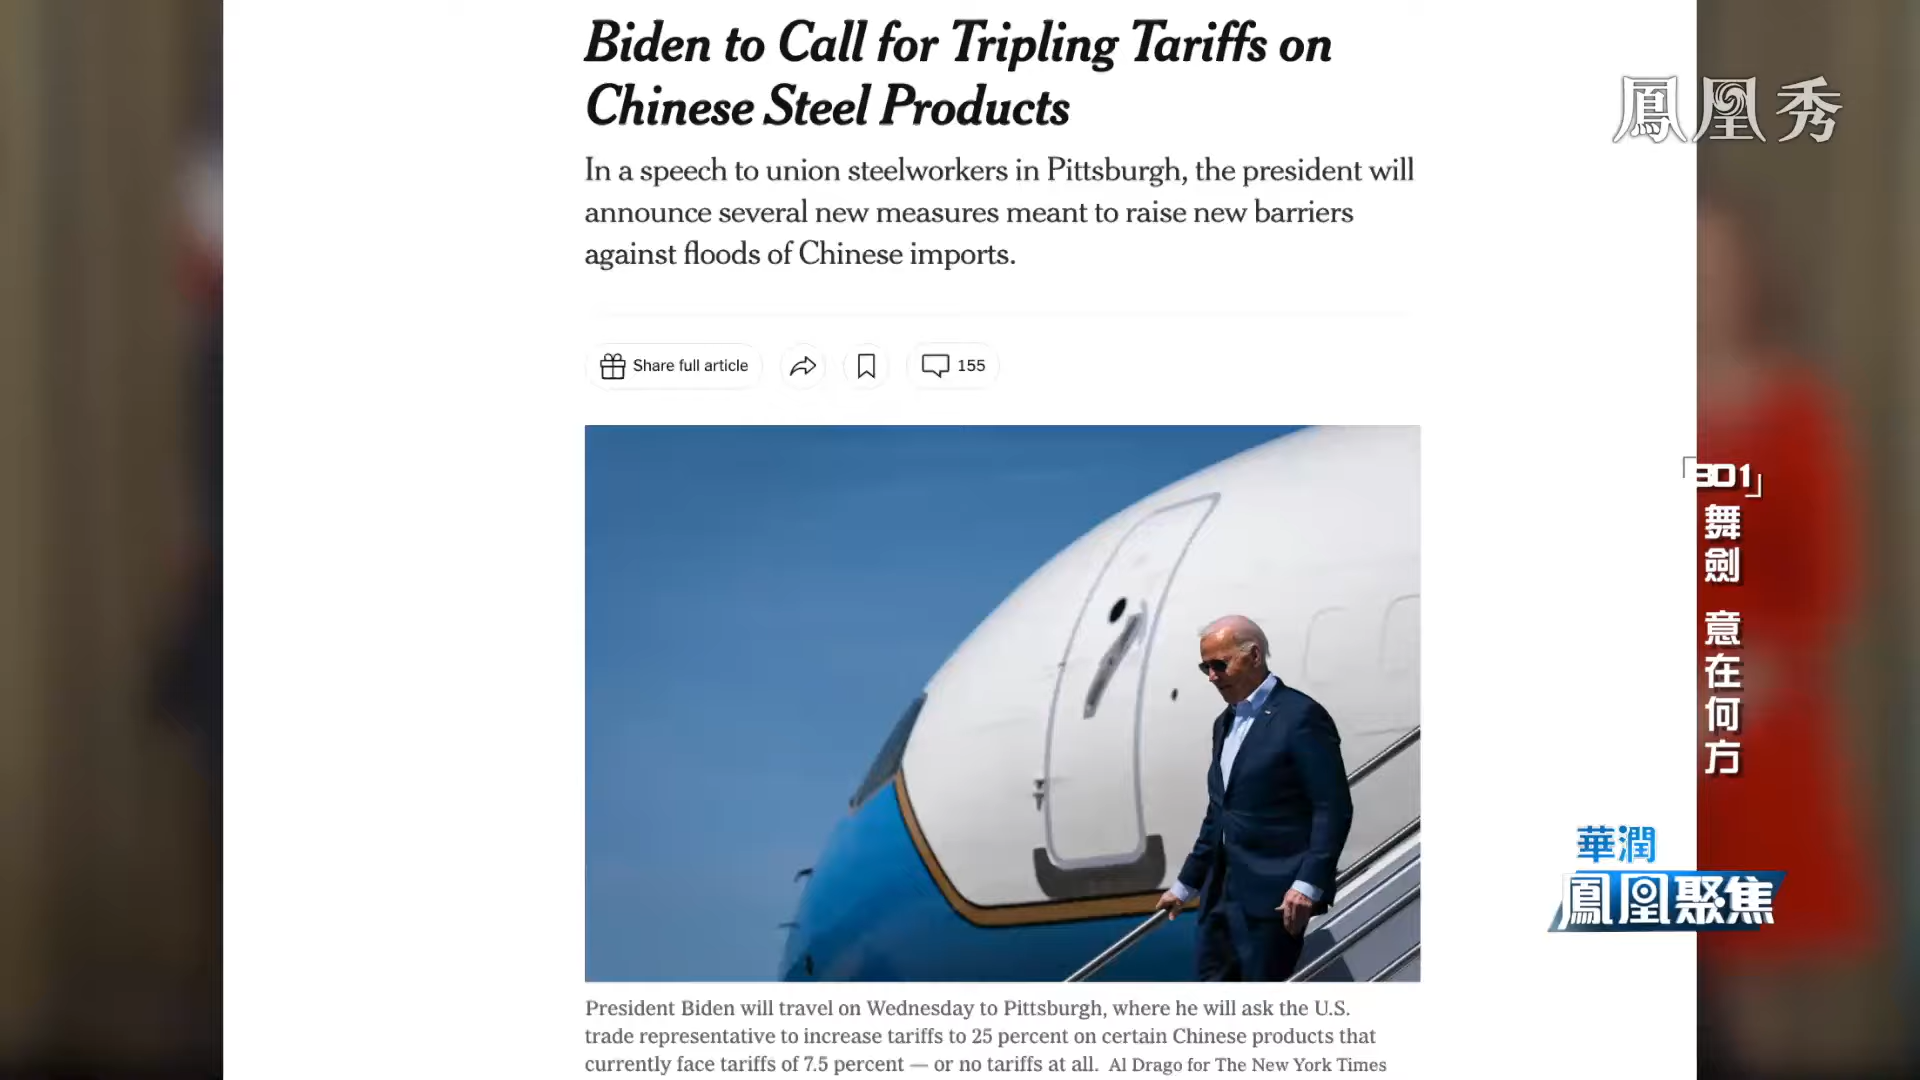 Biden to Call for Tripling Tariffs on
Chinese Steel Products
In a speech to union steelworkers in Pittsburgh, the president will
announce several new measures meant to raise new barriers
against floods of Chinese imports.
Share full article
155
President Biden will travel on Wednesday to Pittsburgh, where he will ask the U.S.
trade representative to increase tariffs to 25 percent on certain Chinese products that
currently face tariffs of 7.5 percent — or no tariffs at all. Al Drago for The New York Times
鳳凰秀
「301」舞劍 意在何方
華潤
鳳凰聚焦